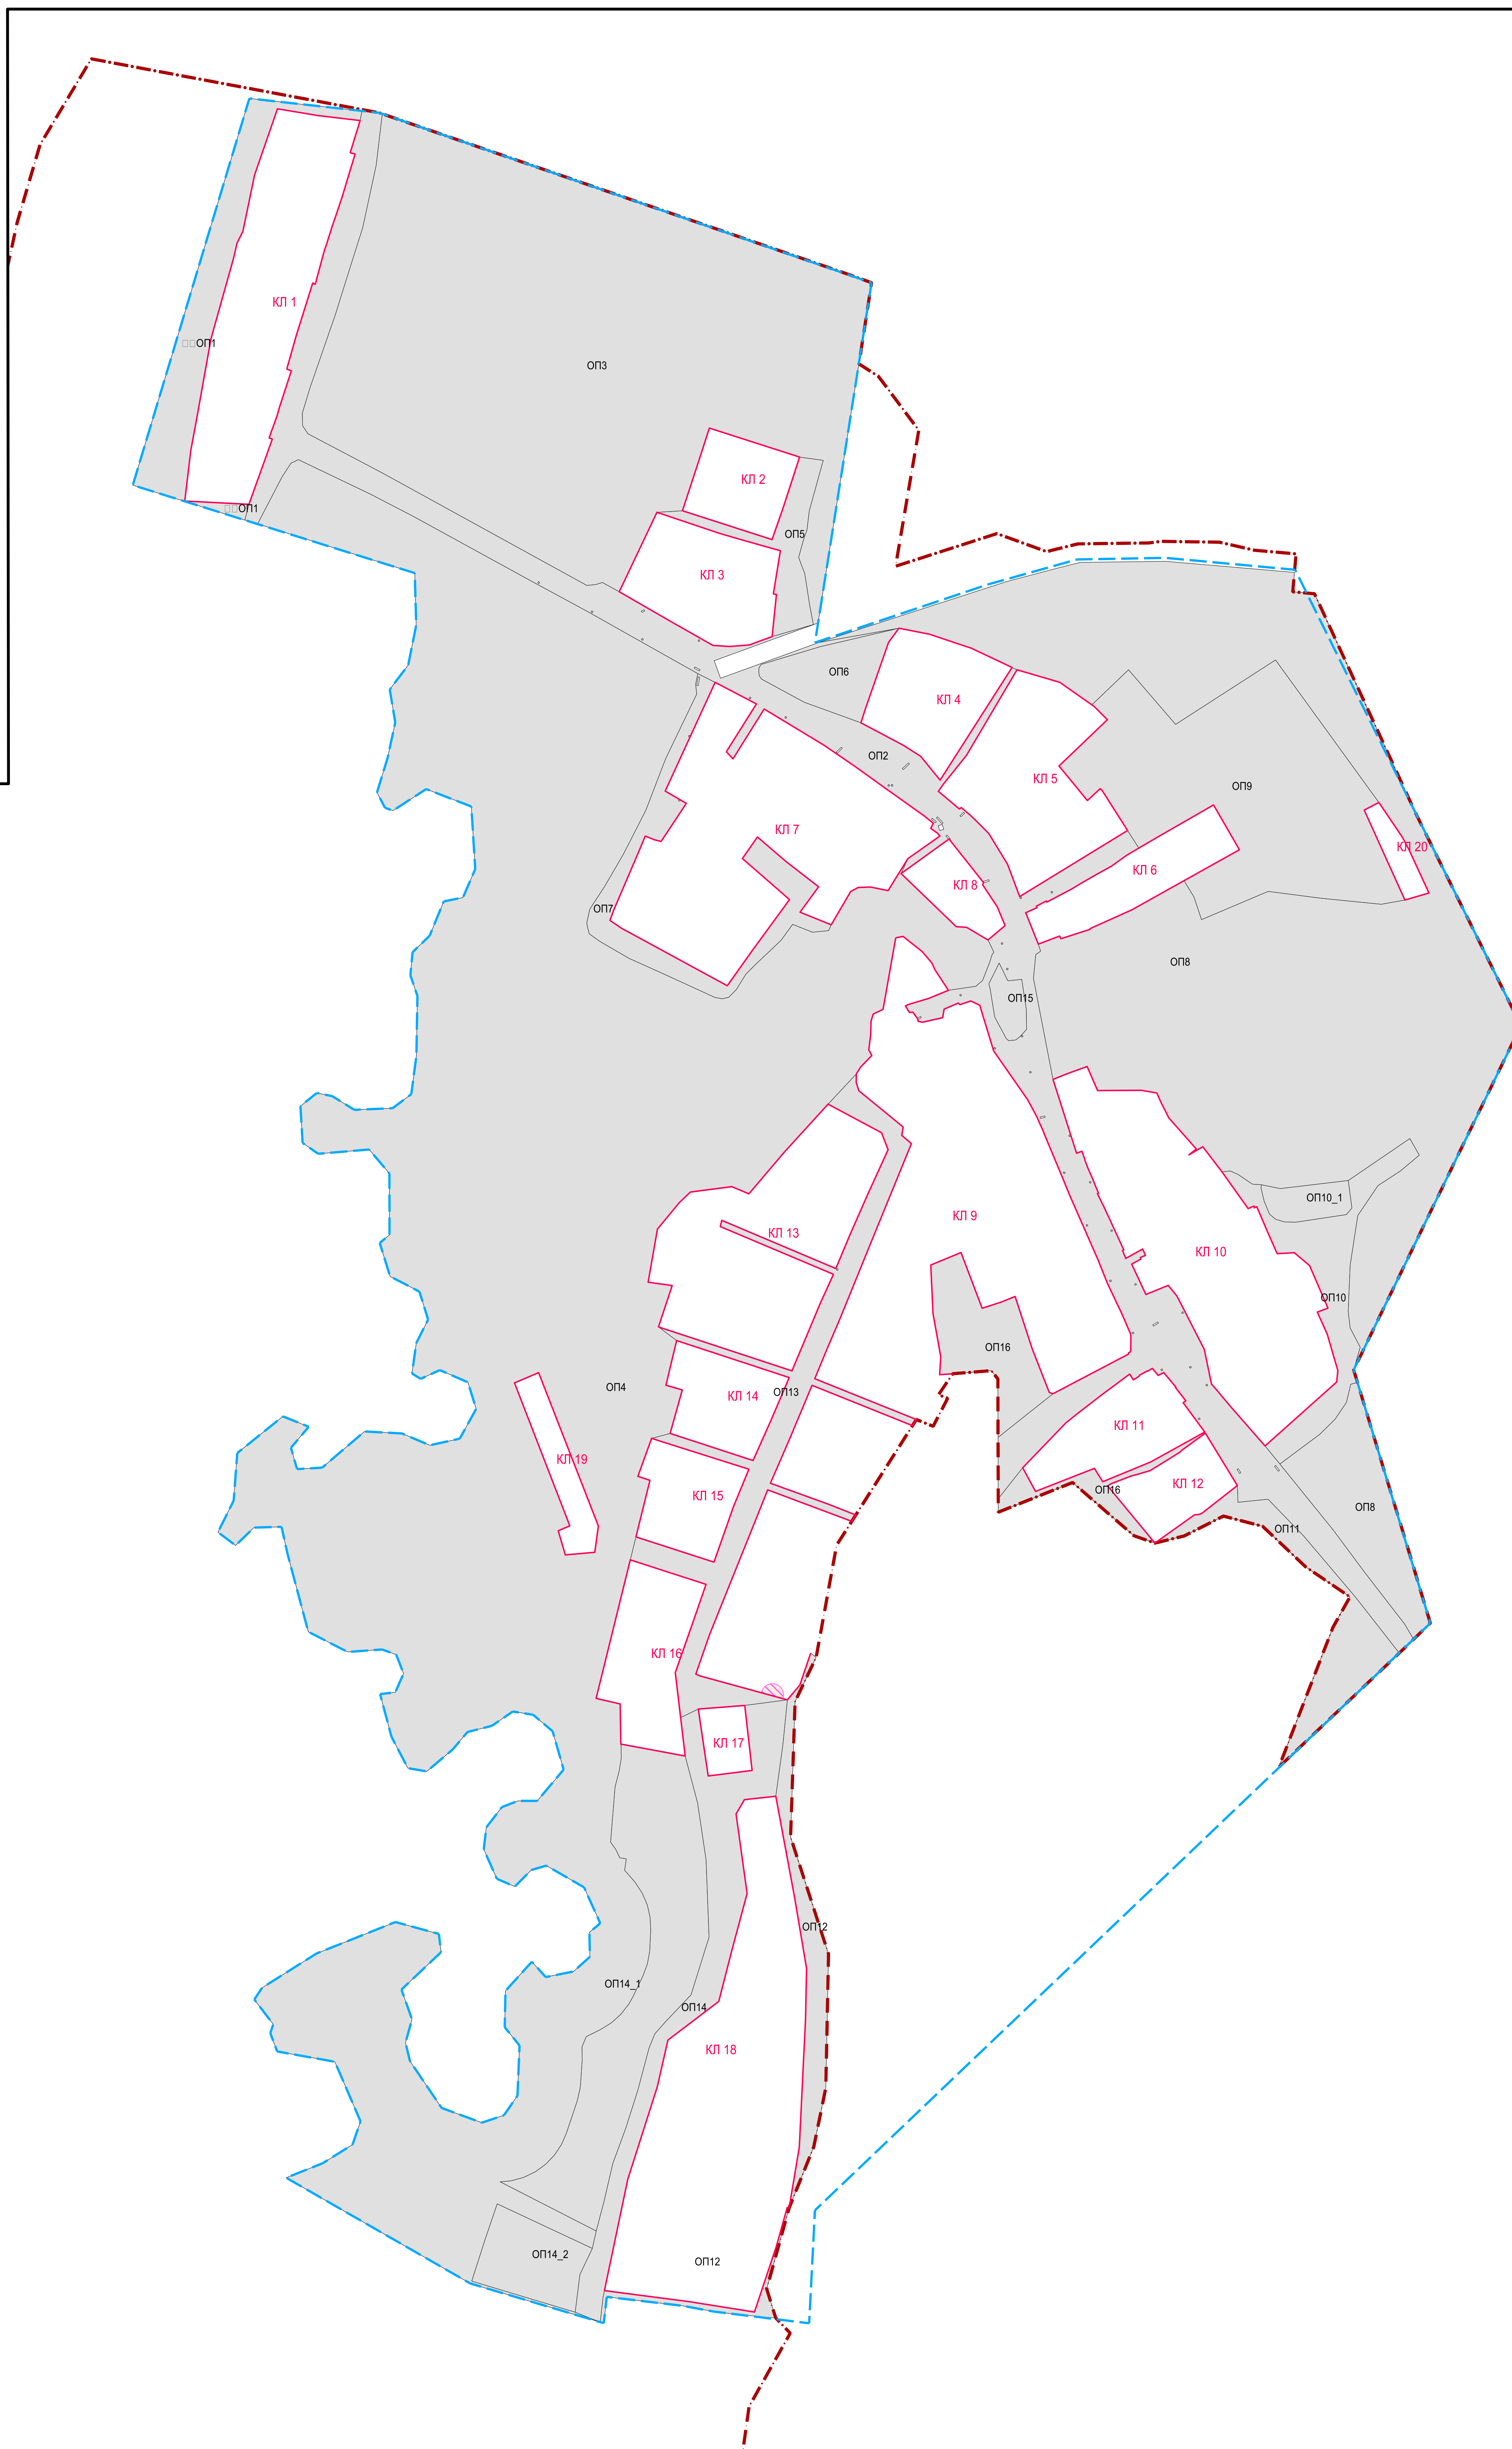 КЛ 1
□□ОП1
ОП3
КЛ 2
□□ОП1
ОП5
КЛ 3
ОП6
КЛ 4
ОП2
КЛ 5
ОП9
КЛ 7
КЛ 20
КЛ 6
КЛ 8
ОП7
ОП8
ОП15
ОП10_1
КЛ 9
КЛ 13
КЛ 10
ОП10
ОП16
ОП4
ОП13
КЛ 14
КЛ 11
КЛ 19
КЛ 12
ОП16
КЛ 15
ОП8
ОП11
КЛ 16
КЛ 17
ОП12
ОП14_1
ОП14
КЛ 18
ОП14_2
ОП12